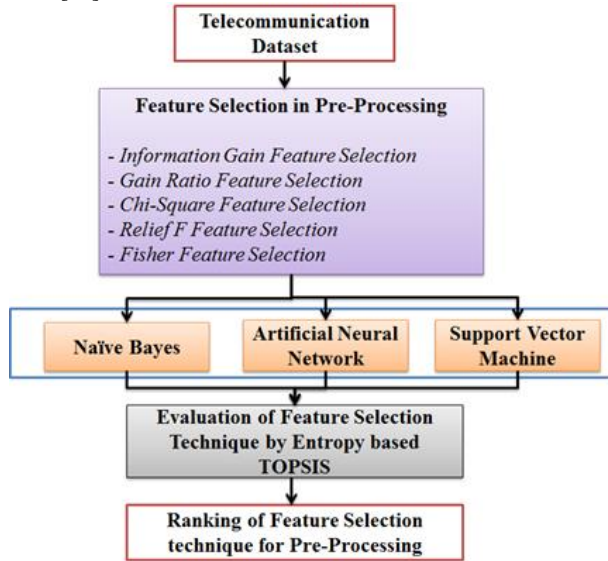 Telecommunication
Dataset
Feature Selection in Pre-Processing
- Information Gain Feature Selection
- Gain Ratio Feature Selection
- Chi-Square Feature Selection
- Relief F Feature Selection
- Fisher Feature Selection
Naïve Bayes
Artificial Neural
Network
Support Vector
Machine
Evaluation of Feature Selection
Technique by Entropy based
TOPSIS
Ranking of Feature Selection
technique for Pre-Processing